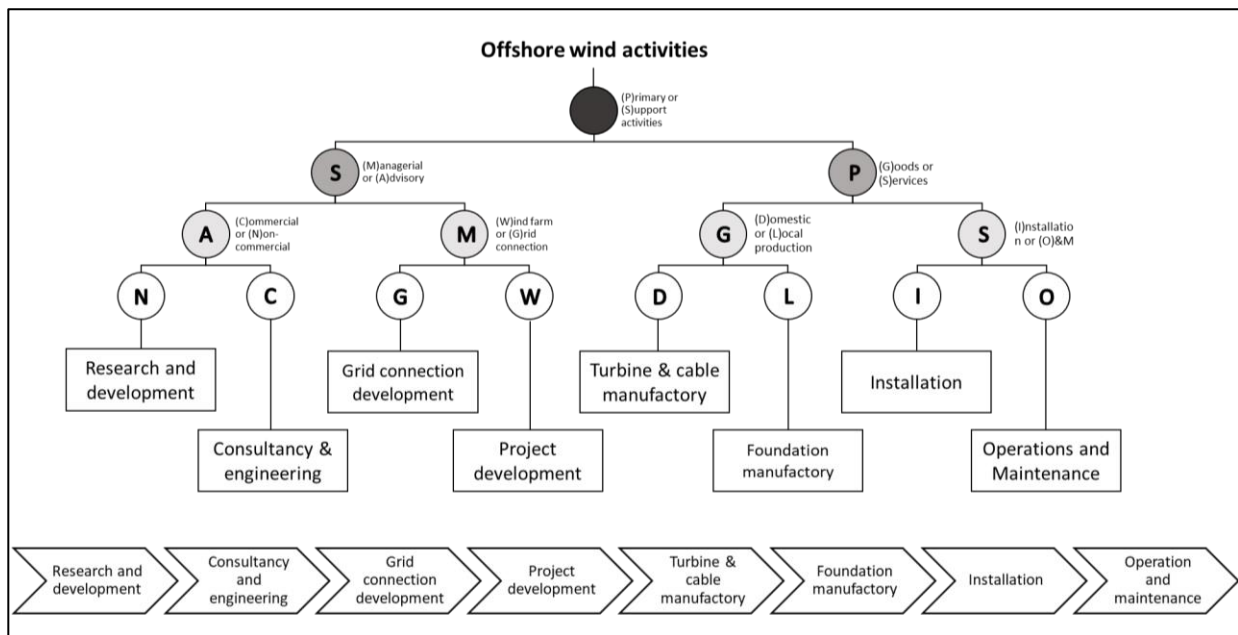 Offshore wind activities
(P)rimary or
(S)upport
activities
S
(M)anagerial
or (A)dvisory
P
(G)oods or
(S)ervices
A
(C)ommercial
or (N)on-
commercial
M
(W)ind farm
or (G)rid
connection
G
(D)omestic
or (L)ocal
production
S
(I)nstallatio
n or (O)&M
N
C
G
W
D
L
I
O
Research and
development
Grid connection
development
Turbine & cable
manufactory
Installation
Consultancy &
engineering
Project
development
Foundation
manufactory
Operations and
Maintenance
Research and
development
Consultancy
and
engineering
Grid
connection
development
Project
development
Turbine &
cable
manufactory
Foundation
manufactory
Installation
Operation
and
maintenance